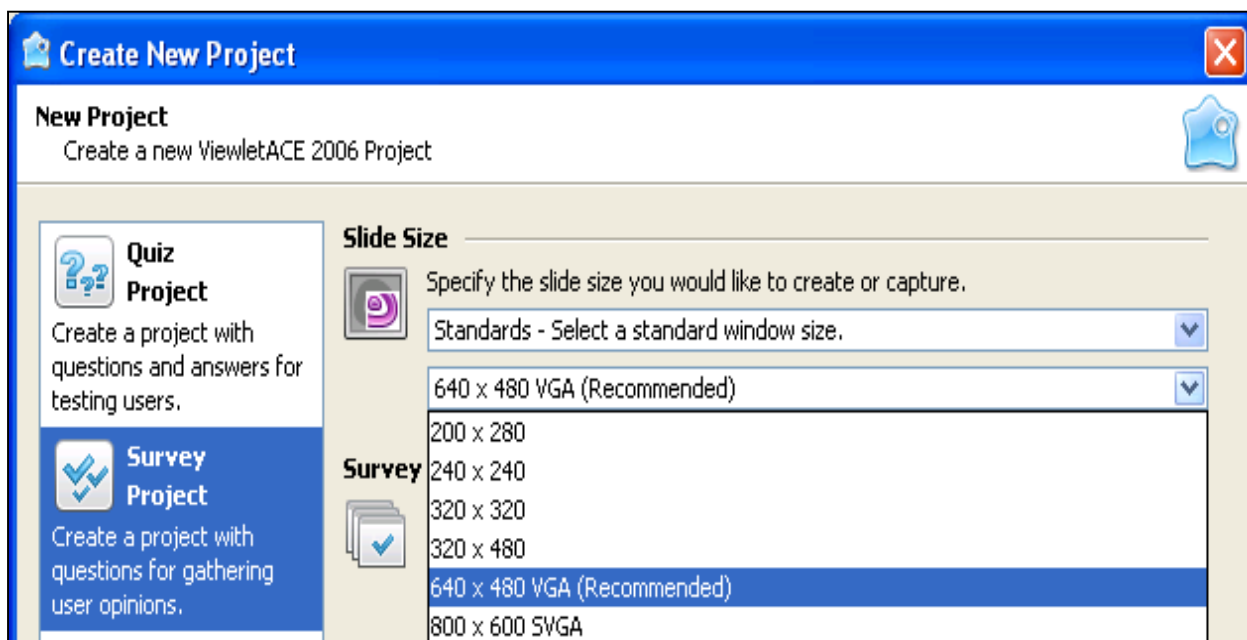 Create New Project
New Project
Create a new ViewletACE 2006 Project
Quiz
Project
Create a project with
questions and answers for
testing users.
Survey
Project
Create a project with
questions for gathering
user opinions.
Slide Size
Specify the slide size you would like to create or capture.
Standards - Select a standard window size.
640 x 480 VGA (Recommended)
Survey
200 x 280
240 x 240
320 x 320
320 x 480
640 x 480 VGA (Recommended)
800 x 600 SVGA